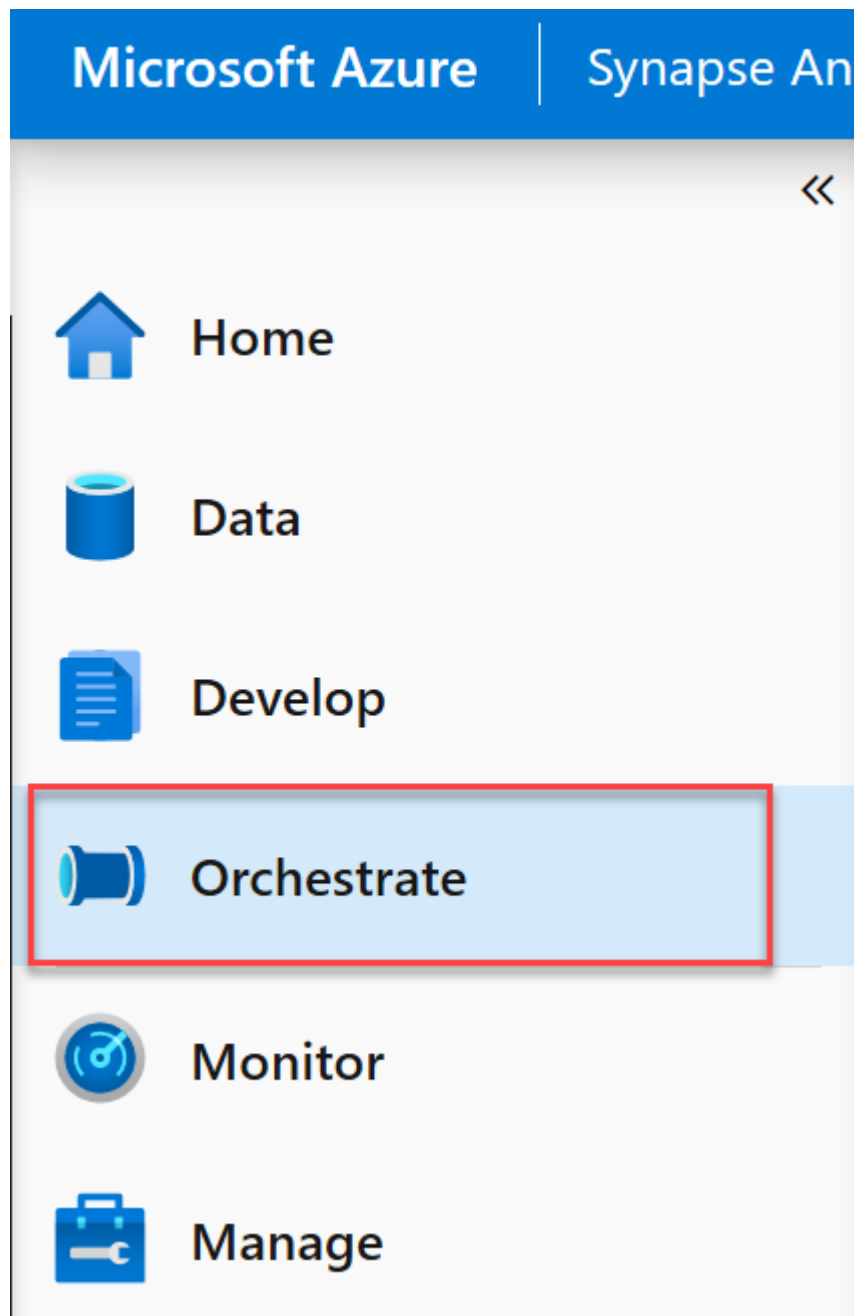 Microsoft Azure Synapse An
«
Home
Data
Develop
Orchestrate
Monitor
Manage